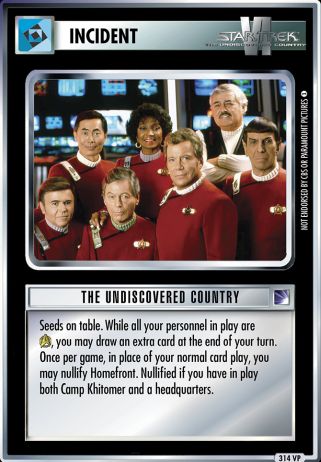 INCIDENT
STAR TREK
VI
THE UNDISCOVERED COUNTRY
NOT ENDORSED BY CBS OR PARAMOUNT PICTURES
THE UNDISCOVERED COUNTRY
Seeds on table. While all your personnel in play are
, you may draw an extra card at the end of your turn.
Once per game, in place of your normal card play, you
may nullify Homefront. Nullified if you have in play
both Camp Khitomer and a headquarters.
314 VP